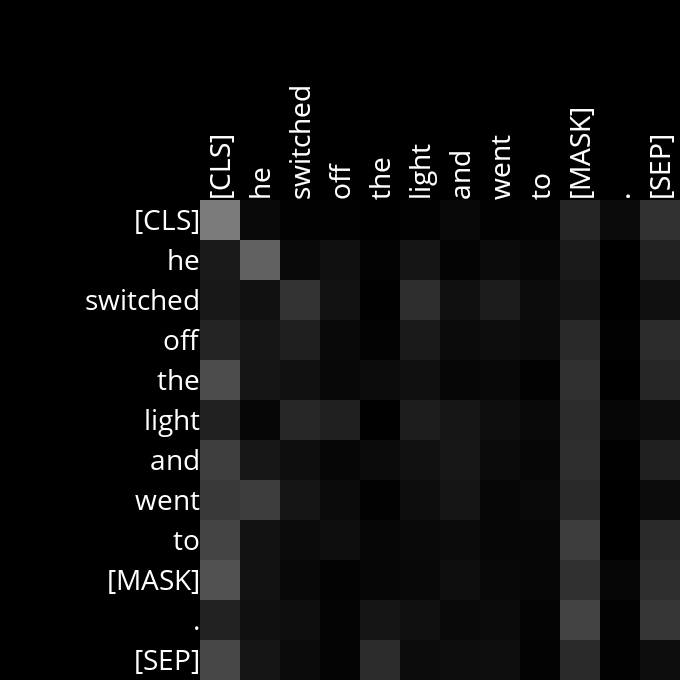 [CLS] he switched off the light and went to [MASK] . [SEP]
[CLS]
he
switched
off
the
light
and
went
to
[MASK]
.
[SEP]